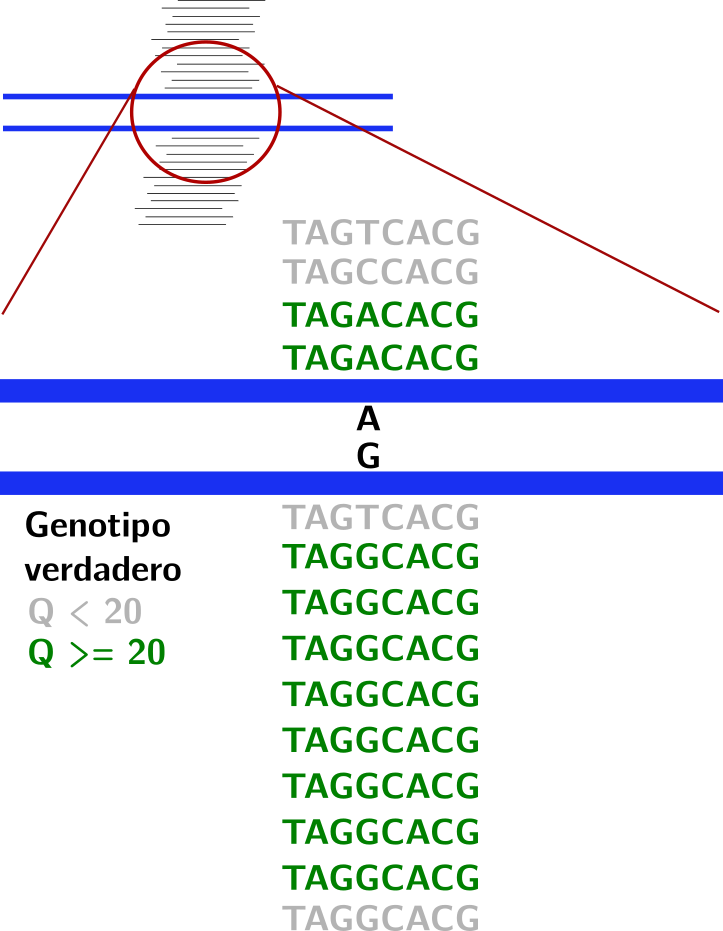 TAGTCACG
TAGCCACG
TAGACACG
TAGACACG
A
G
TAGTCACG
Genotipo
verdadero
Q < 20
Q >= 20
TAGGCACG
TAGGCACG
TAGGCACG
TAGGCACG
TAGGCACG
TAGGCACG
TAGGCACG
TAGGCACG
TAGGCACG